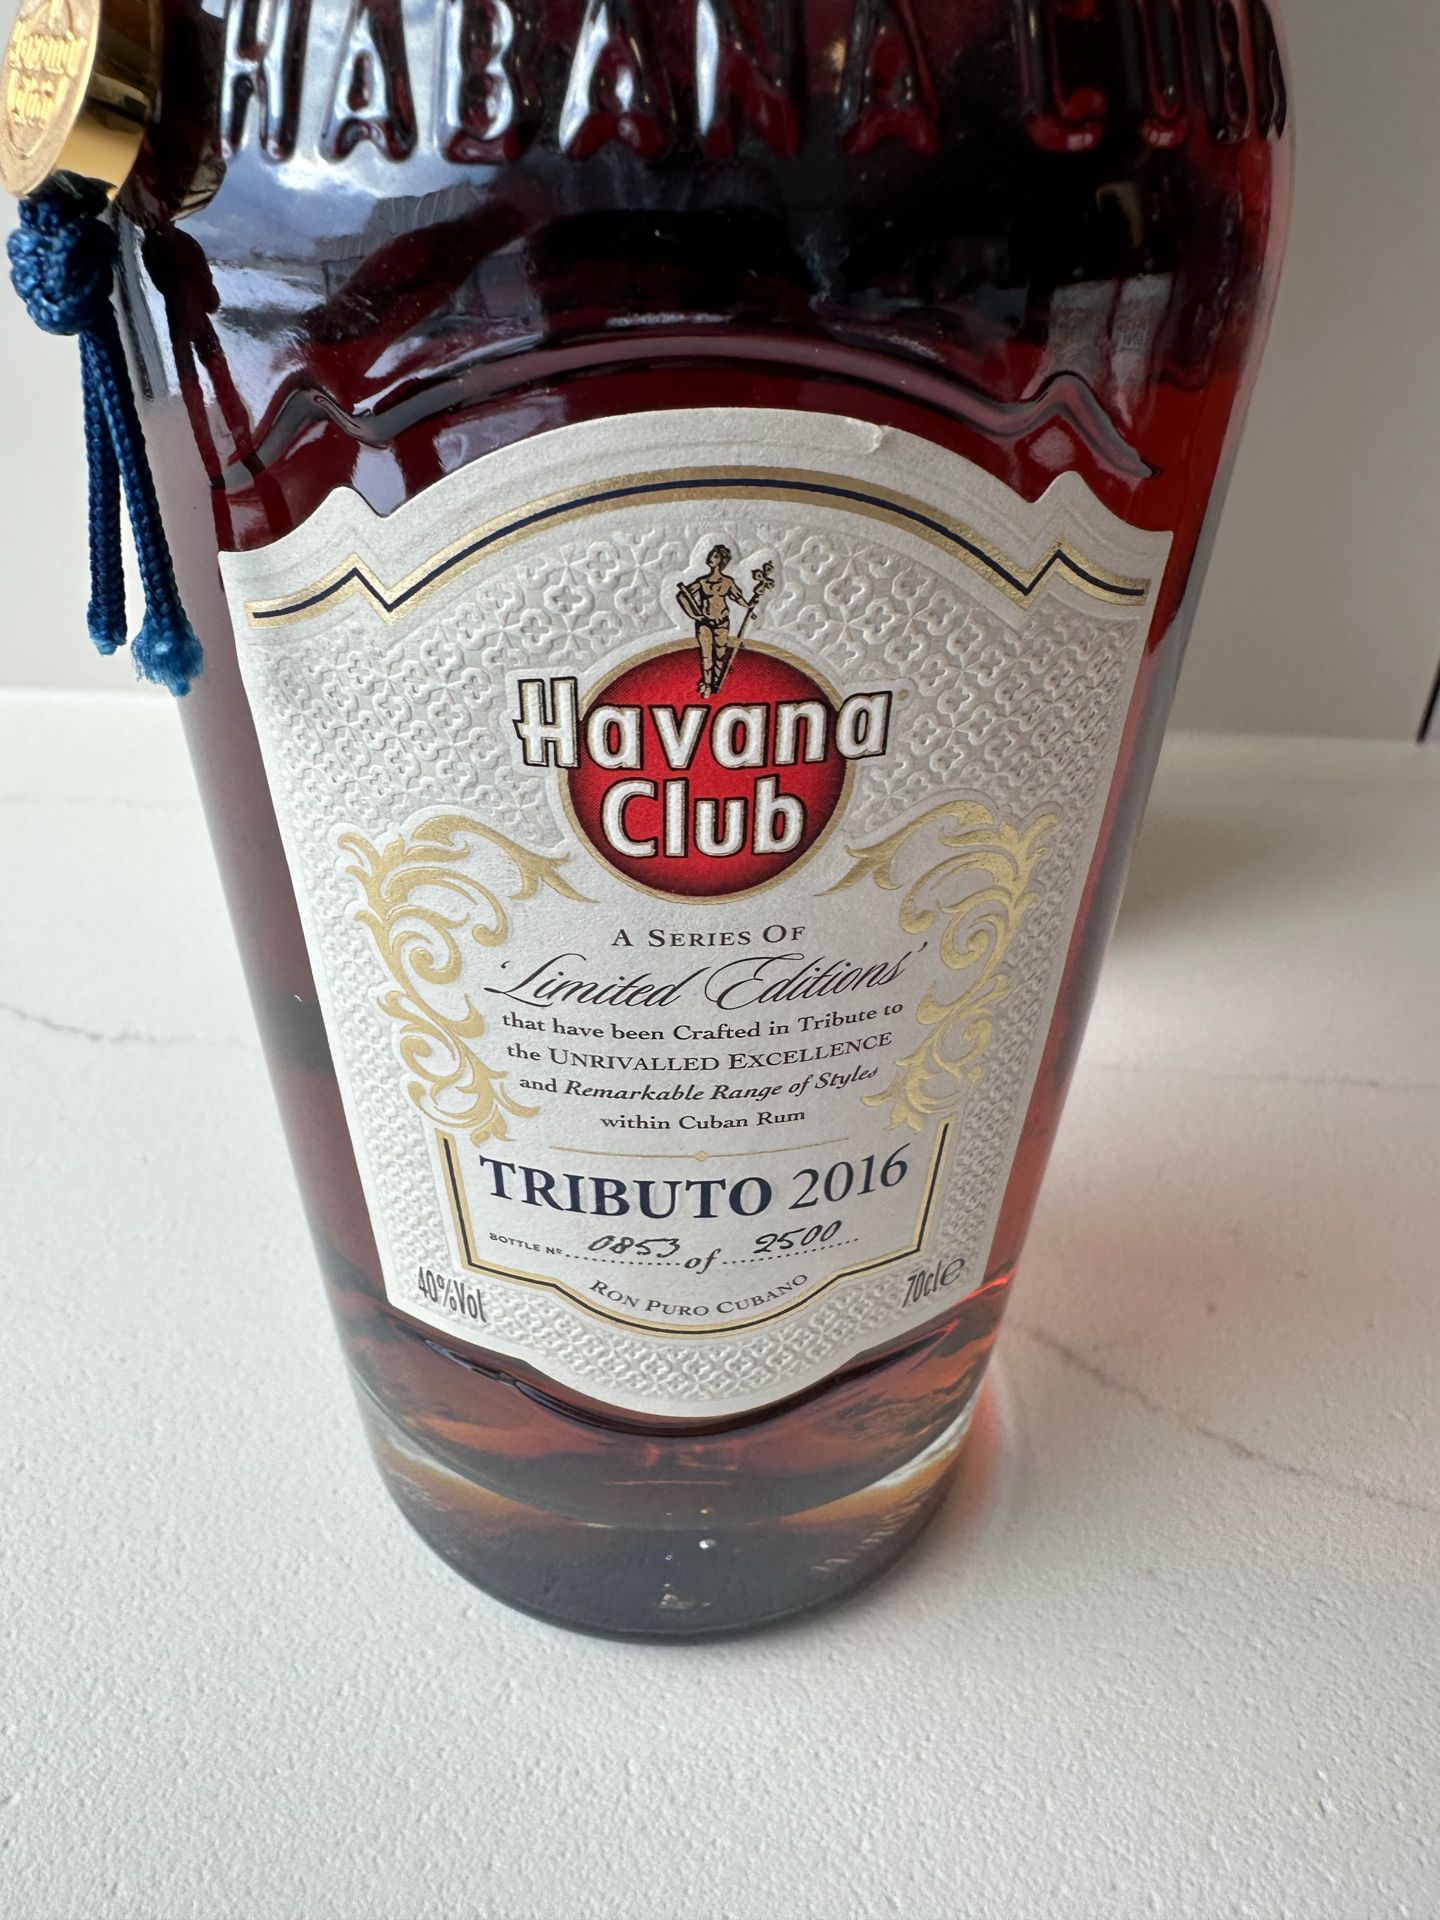 HABANA CUBA
Havana
Club
A SERIES OF
'Limited Editions'
that have been Crafted in Tribute to
the UNRIVALLED EXCELLENCE
and Remarkable Range of Styles
within Cuban Rum
TRIBUTO 2016
BOTTLE Nº 0853 of 2500
40%Vol
RON PURO CUBANO
70cl e